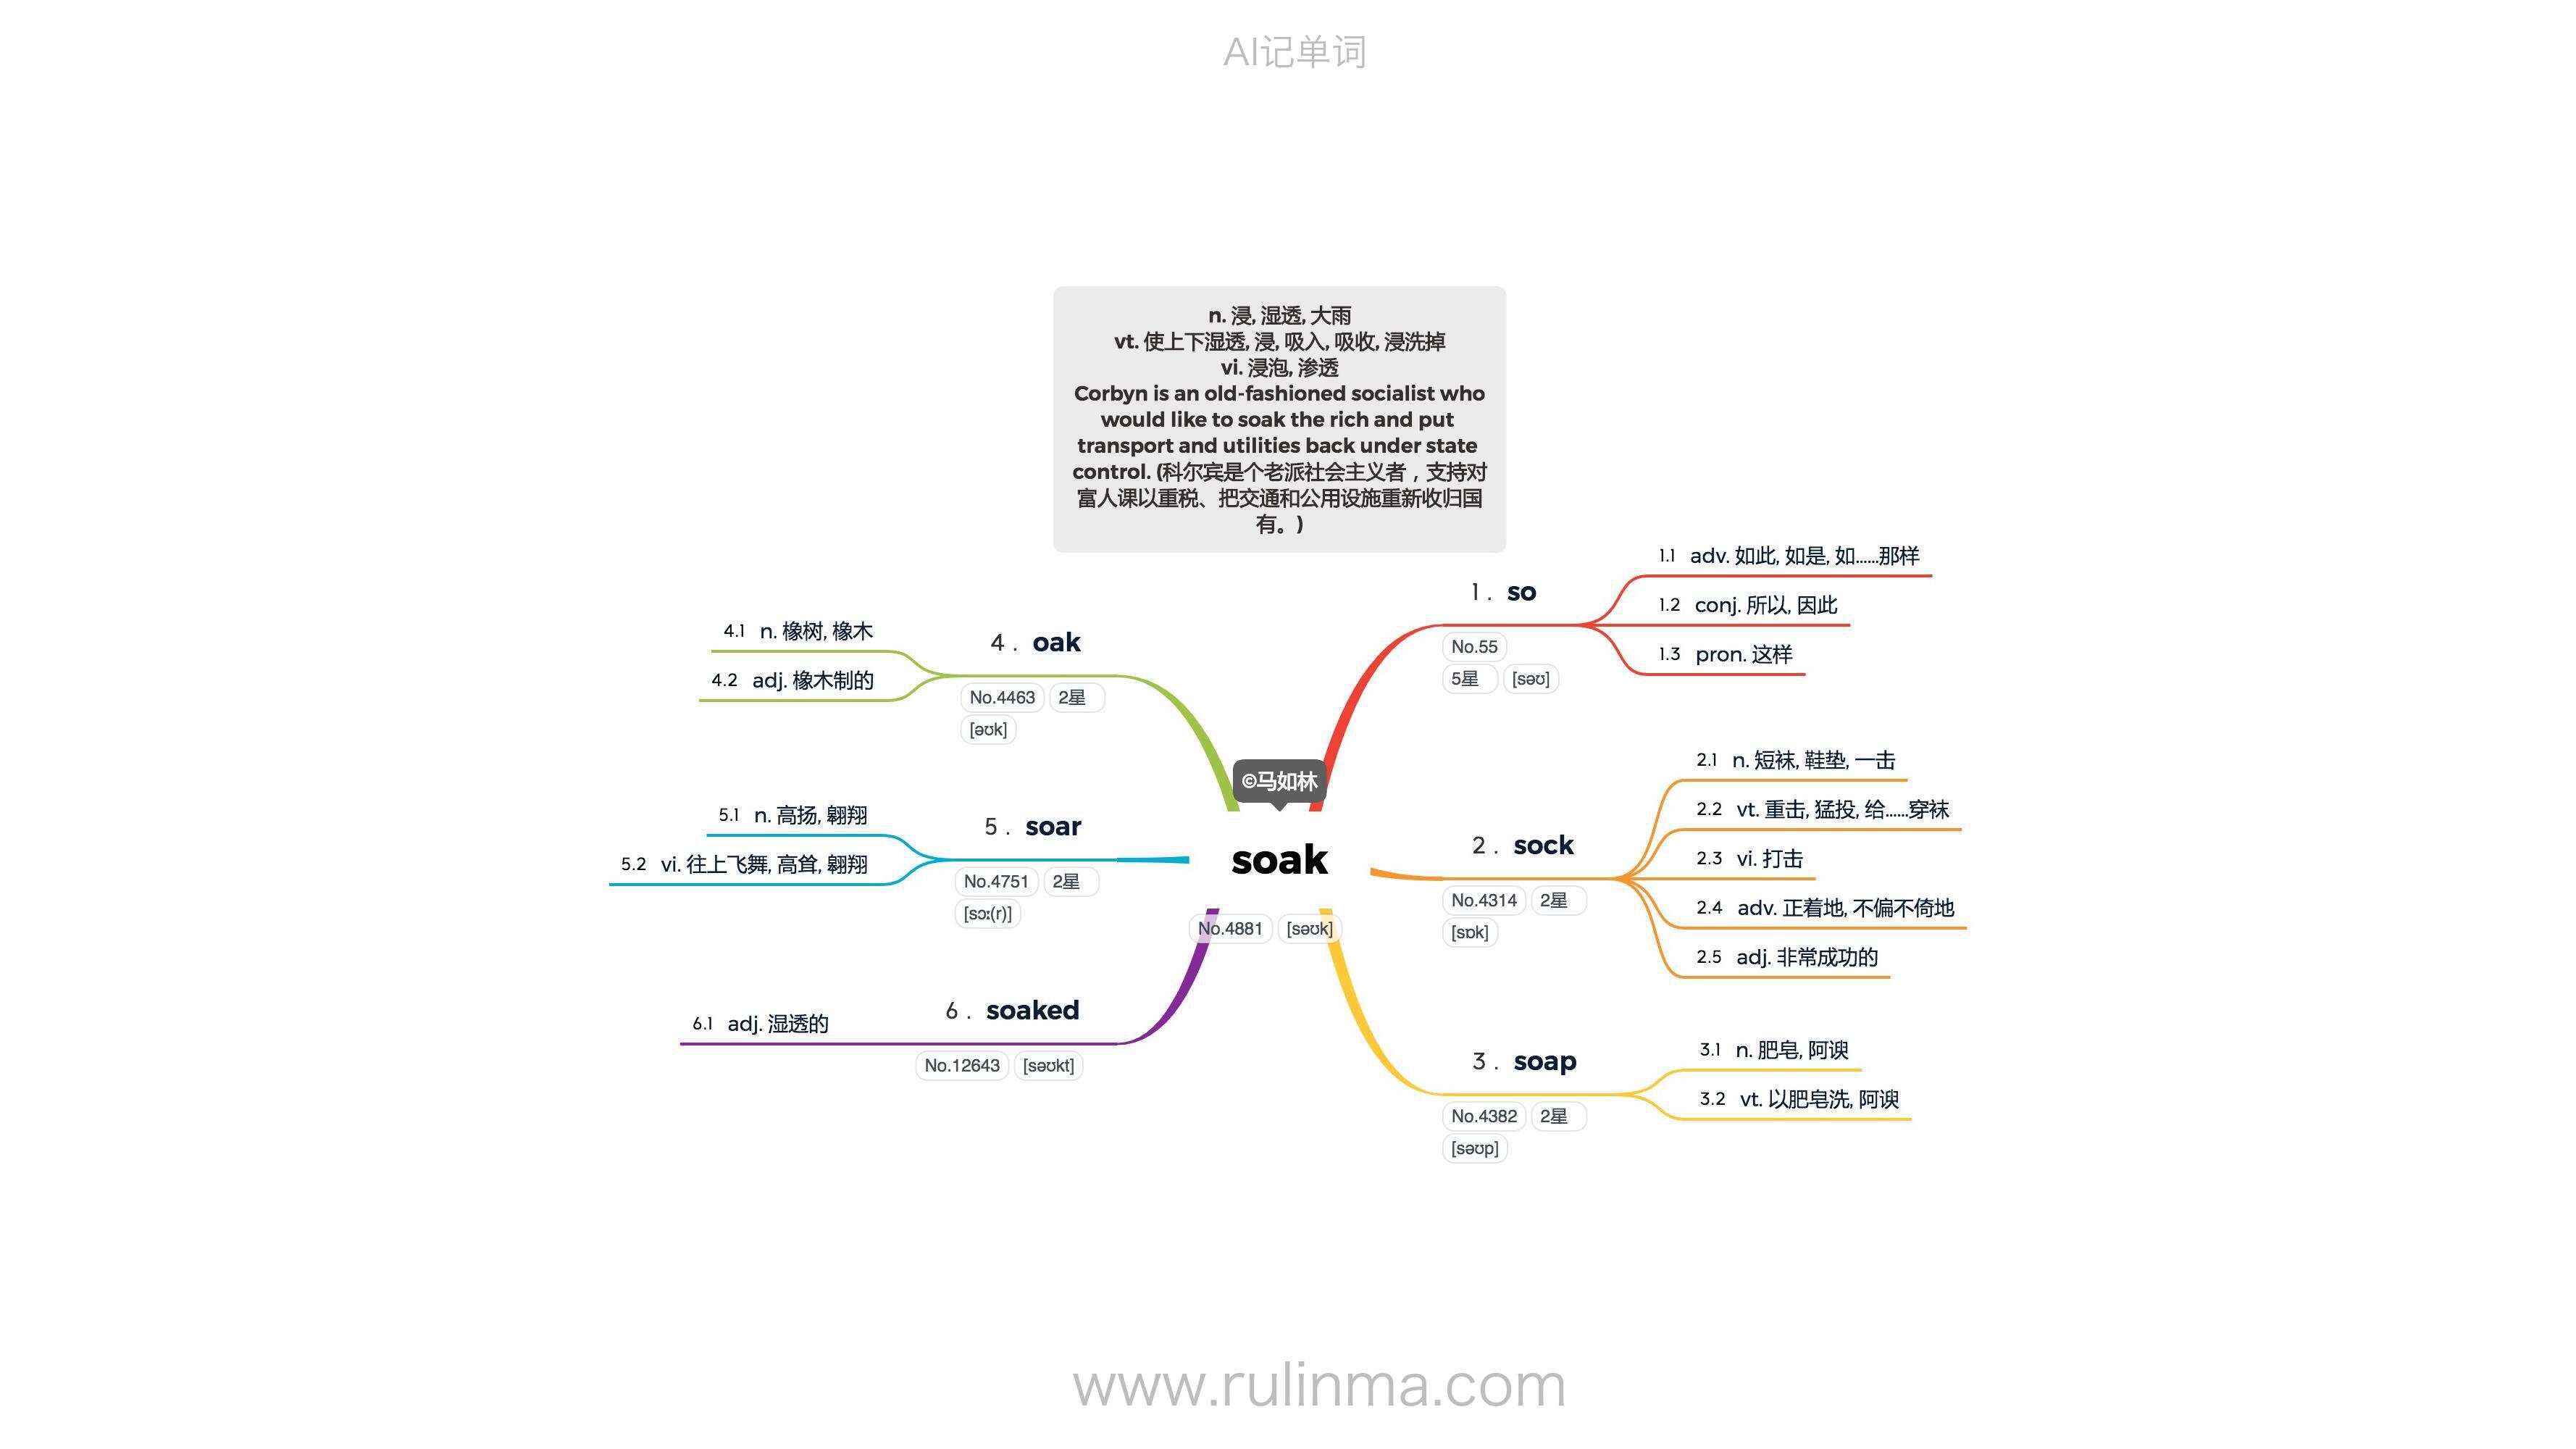 AI记单词
n. 浸, 湿透, 大雨
vt. 使上下湿透, 浸, 吸入, 吸收, 浸洗掉
vi. 浸泡, 渗透
Corbyn is an old-fashioned socialist who
would like to soak the rich and put
transport and utilities back under state
control. (科尔宾是个老派社会主义者，支持对
富人课以重税、把交通和公用设施重新收归国
有。)
©马如林
soak
No.4881 [səʊk]
1. so
No.55
5星 [səʊ]
1.1 adv. 如此, 如是, 如……那样
1.2 conj. 所以, 因此
1.3 pron. 这样
2. sock
No.4314 2星
[sɒk]
2.1 n. 短袜, 鞋垫, 一击
2.2 vt. 重击, 猛投, 给……穿袜
2.3 vi. 打击
2.4 adv. 正着地, 不偏不倚地
2.5 adj. 非常成功的
3. soap
No.4382 2星
[səʊp]
3.1 n. 肥皂, 阿谀
3.2 vt. 以肥皂洗, 阿谀
4. oak
No.4463 2星
[əʊk]
4.1 n. 橡树, 橡木
4.2 adj. 橡木制的
5. soar
No.4751 2星
[sɔː(r)]
5.1 n. 高扬, 翱翔
5.2 vi. 往上飞舞, 高耸, 翱翔
6. soaked
No.12643 [səʊkt]
6.1 adj. 湿透的
www.rulinma.com